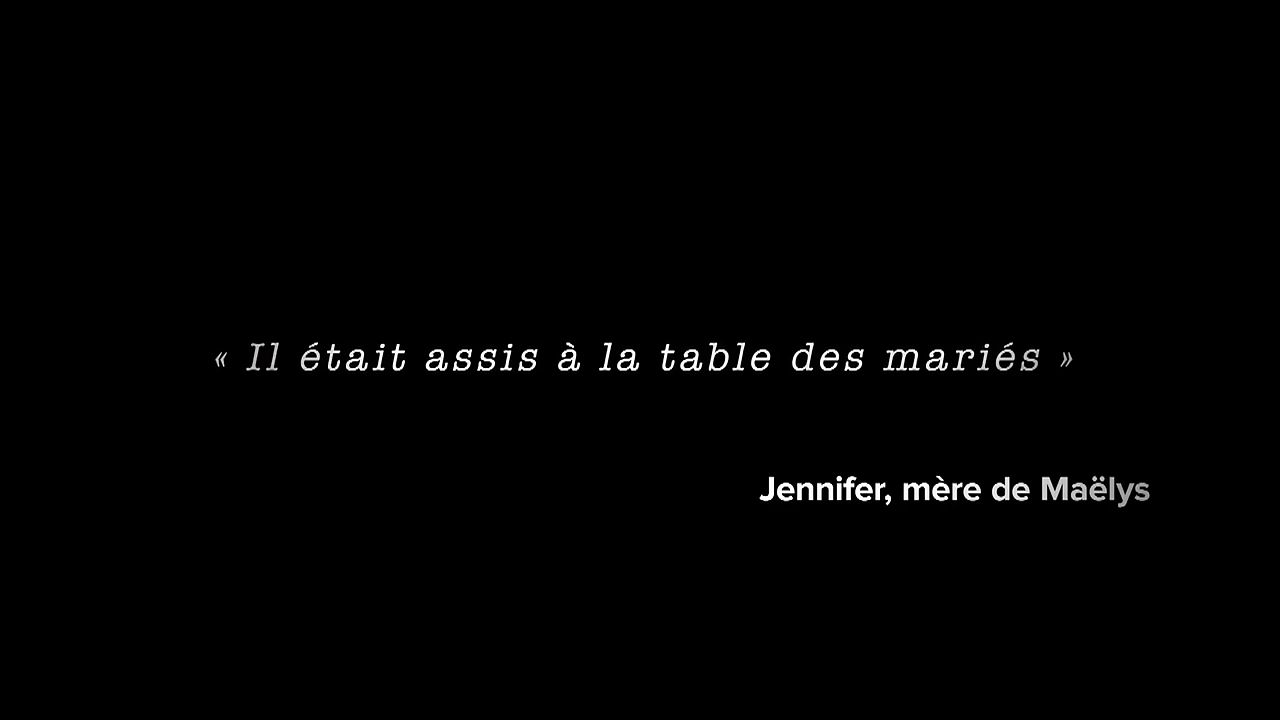 « Il était assis à la table des mariés »
Jennifer, mère de Maëlys